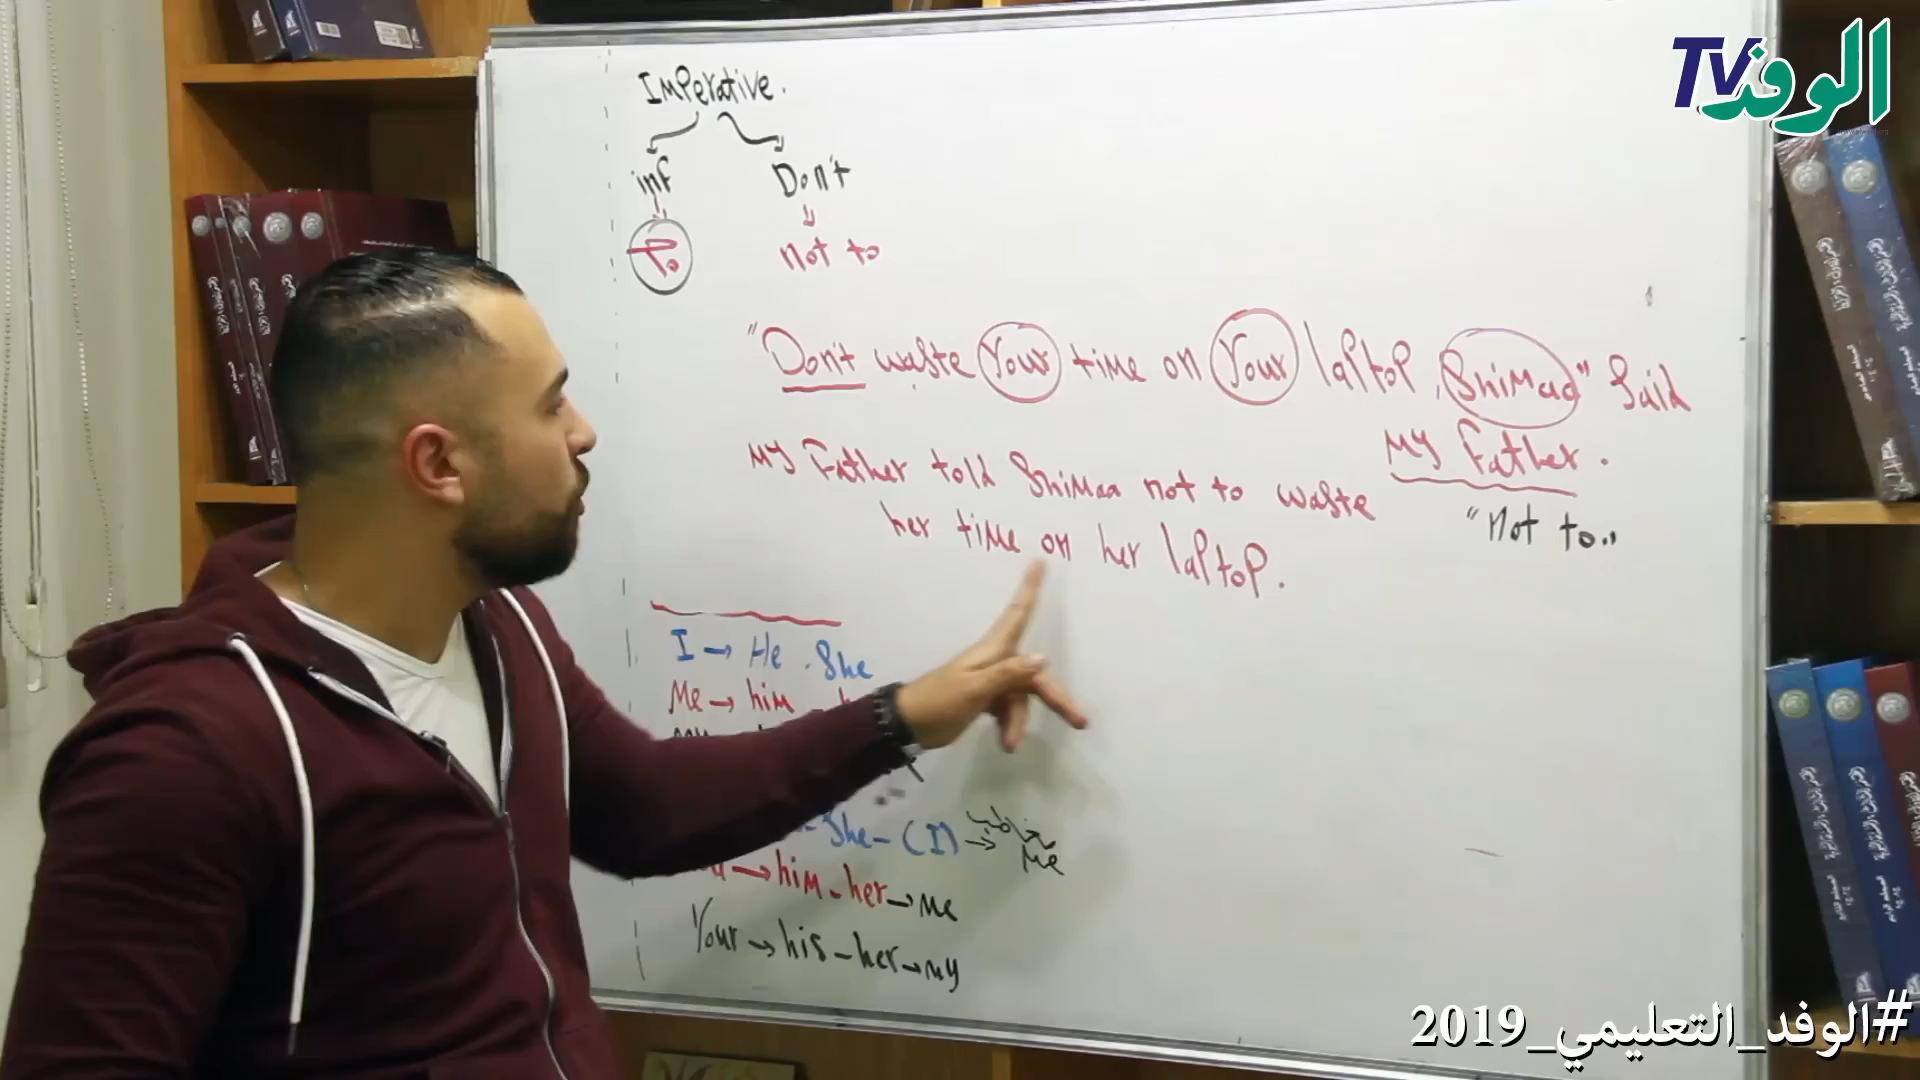 الوفد TV
Imperative.
inf Don't
To not to
"Don't waste your time on your laptop, Shimaa" said
My Father.
My Father told Shimaa not to waste
her time on her laptop.
"not to..
I → He . She
Me → him -
She - (I) → مخاطب
Me
→ him - her → me
Your → his - her → my
#الوفد_التعليمي_2019